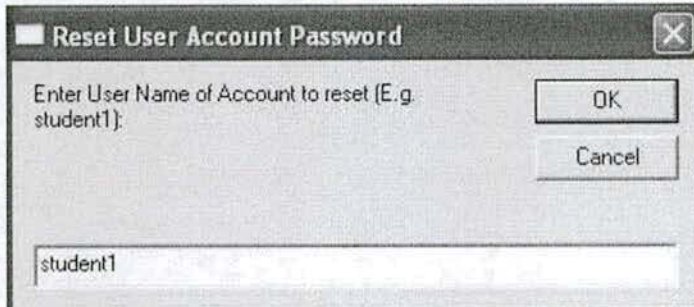 Reset User Account Password
Enter User Name of Account to reset (E.g.
student1):
OK
Cancel
student1